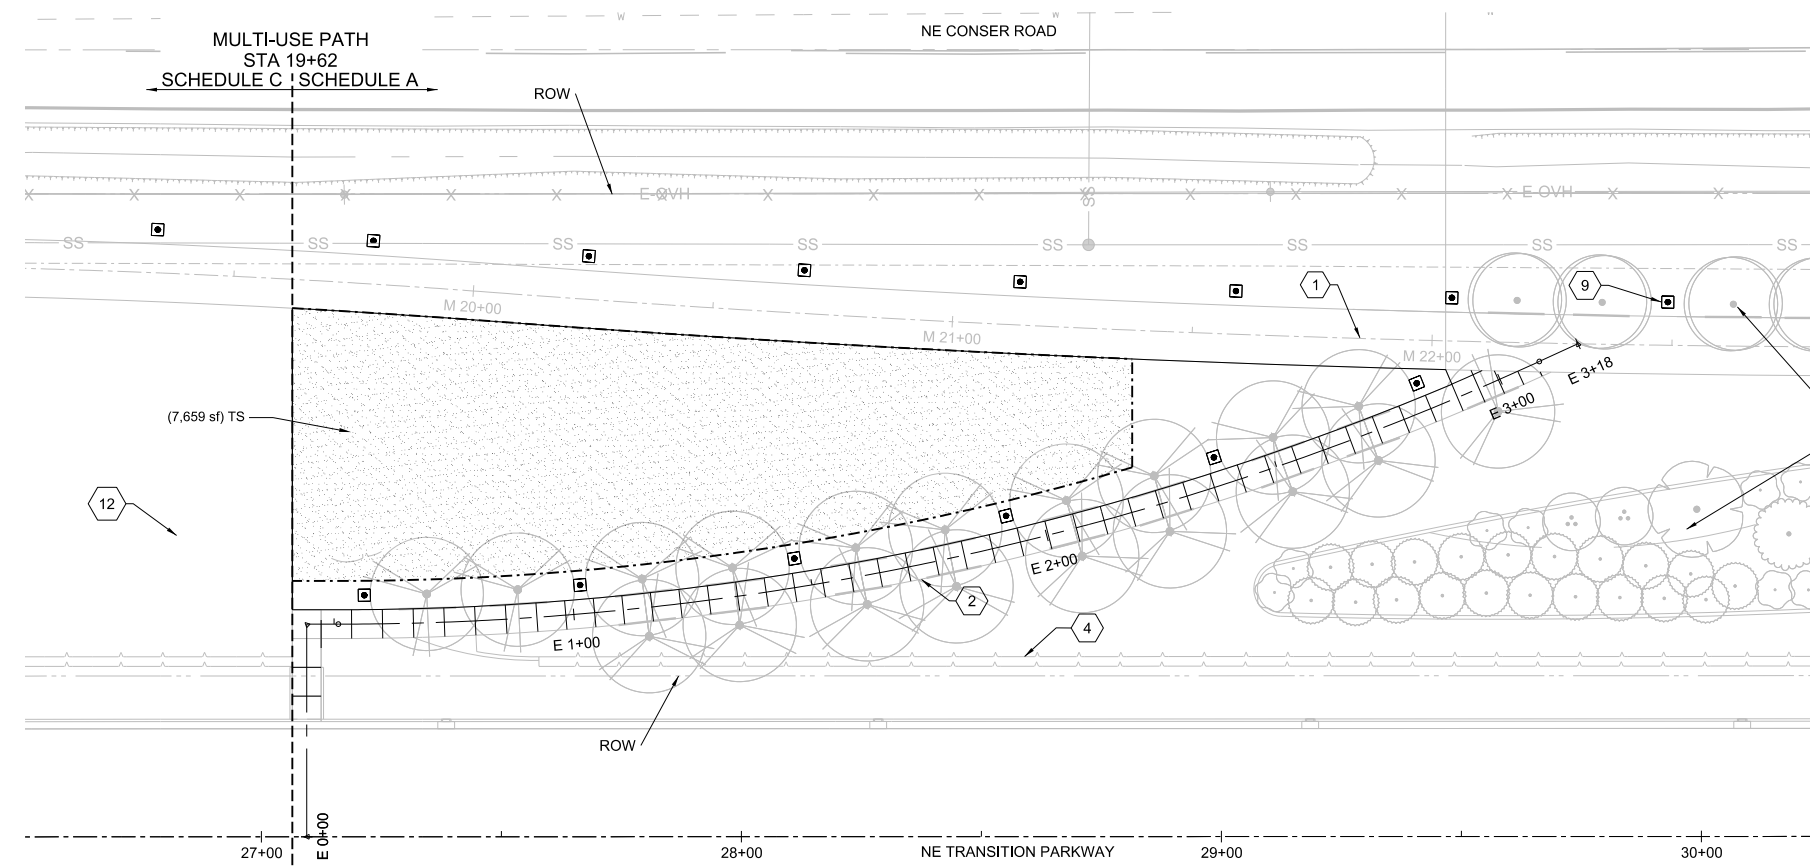 W
W
W
NE CONSER ROAD
MULTI-USE PATH
STA 19+62
SCHEDULE C
SCHEDULE A
ROW
E-OVH
E-OVH
SS
SS
SS
SS
SS
SS
SS
SS
SS
M 20+00
M 21+00
M 22+00
1
9
E 3+18
E 3+00
(7,659 sf) TS
12
E 2+00
2
4
E 1+00
ROW
E 0+00
27+00
28+00
NE TRANSITION PARKWAY
29+00
30+00